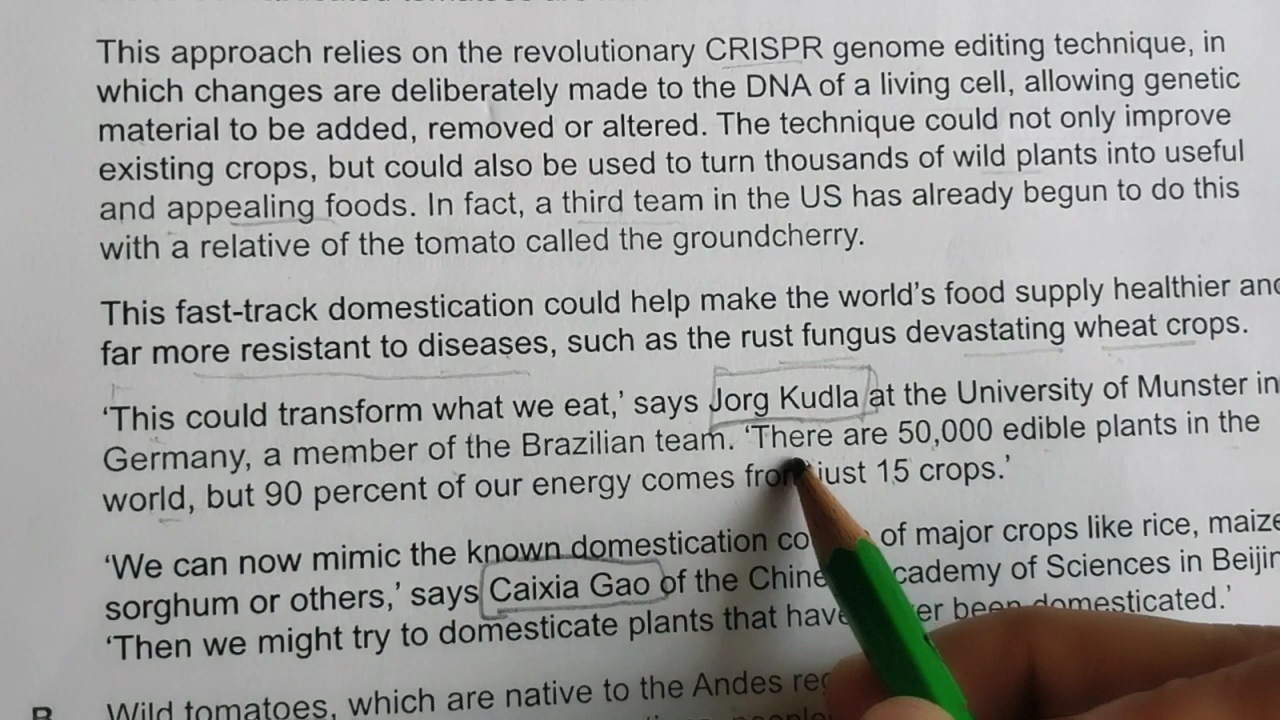 This approach relies on the revolutionary CRISPR genome editing technique, in
which changes are deliberately made to the DNA of a living cell, allowing genetic
material to be added, removed or altered. The technique could not only improve
existing crops, but could also be used to turn thousands of wild plants into useful
and appealing foods. In fact, a third team in the US has already begun to do this
with a relative of the tomato called the groundcherry.
This fast-track domestication could help make the world's food supply healthier and
far more resistant to diseases, such as the rust fungus devastating wheat crops.
‘This could transform what we eat,’ says Jorg Kudla at the University of Munster in
Germany, a member of the Brazilian team. ‘There are 50,000 edible plants in the
world, but 90 percent of our energy comes from just 15 crops.’
‘We can now mimic the known domestication of major crops like rice, maize
sorghum or others,’ says Caixia Gao of the Academy of Sciences in
‘Then we might try to domesticate plants that have been domesticated.’
B Wild tomatoes, which are native to the Andes